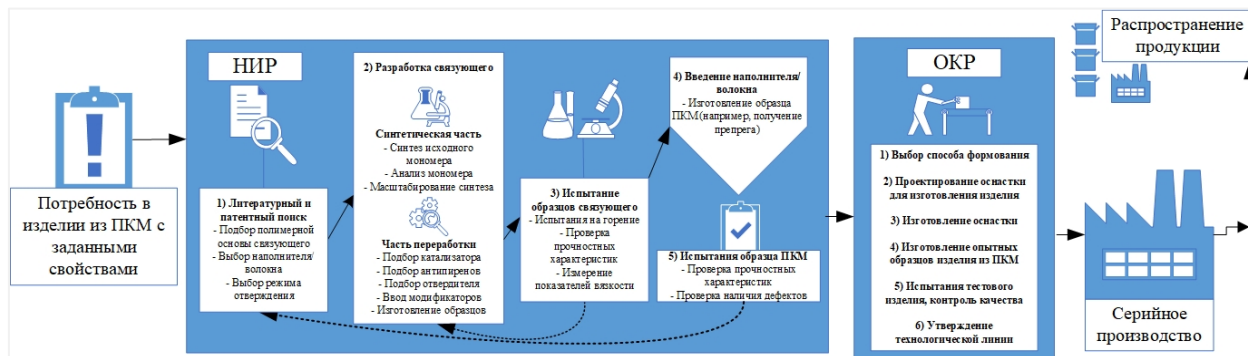 Потребность в
изделии из ПКМ с
заданными
свойствами
НИР
1) Литературный и
патентный поиск
- Подбор полимерной
основы связующего
- Выбор наполнителя/
волокна
- Выбор режима
отверждения
2) Разработка связующего
Синтетическая часть
- Синтез исходного
мономера
- Анализ мономера
- Масштабирование синтеза
Часть переработки
- Подбор катализатора
- Подбор антипиренов
- Подбор отвердителя
- Ввод модификаторов
- Изготовление образцов
3) Испытание
образцов связующего
- Испытания на горение
- Проверка
прочностных
характеристик
- Измерение
показателей вязкости
4) Введение наполнителя/
волокна
- Изготовление образца
ПКМ(например, получение
препрега)
5) Испытания образца ПКМ
- Проверка прочностных
характеристик
- Проверка наличия дефектов
ОКР
1) Выбор способа формования
2) Проектирование оснастки
для изготовления изделия
3) Изготовление оснастки
4) Изготовление опытных
образцов изделия из ПКМ
5) Испытания тестового
изделия, контроль качества
6) Утверждение
технологической линии
Распространение
продукции
Серийное
производство